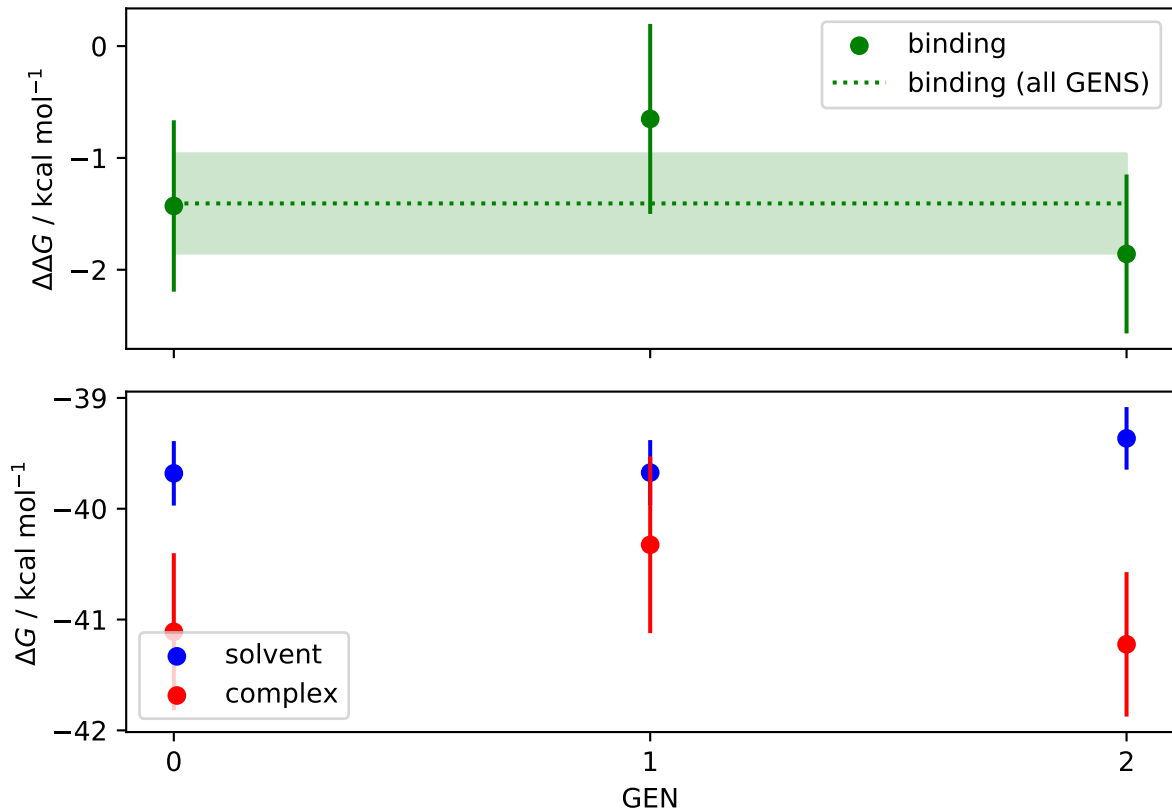 0
−1
−2
ΔΔG / kcal mol⁻¹
binding
binding (all GENS)
−39
−40
−41
−42
ΔG / kcal mol⁻¹
solvent
complex
0 1 2
GEN